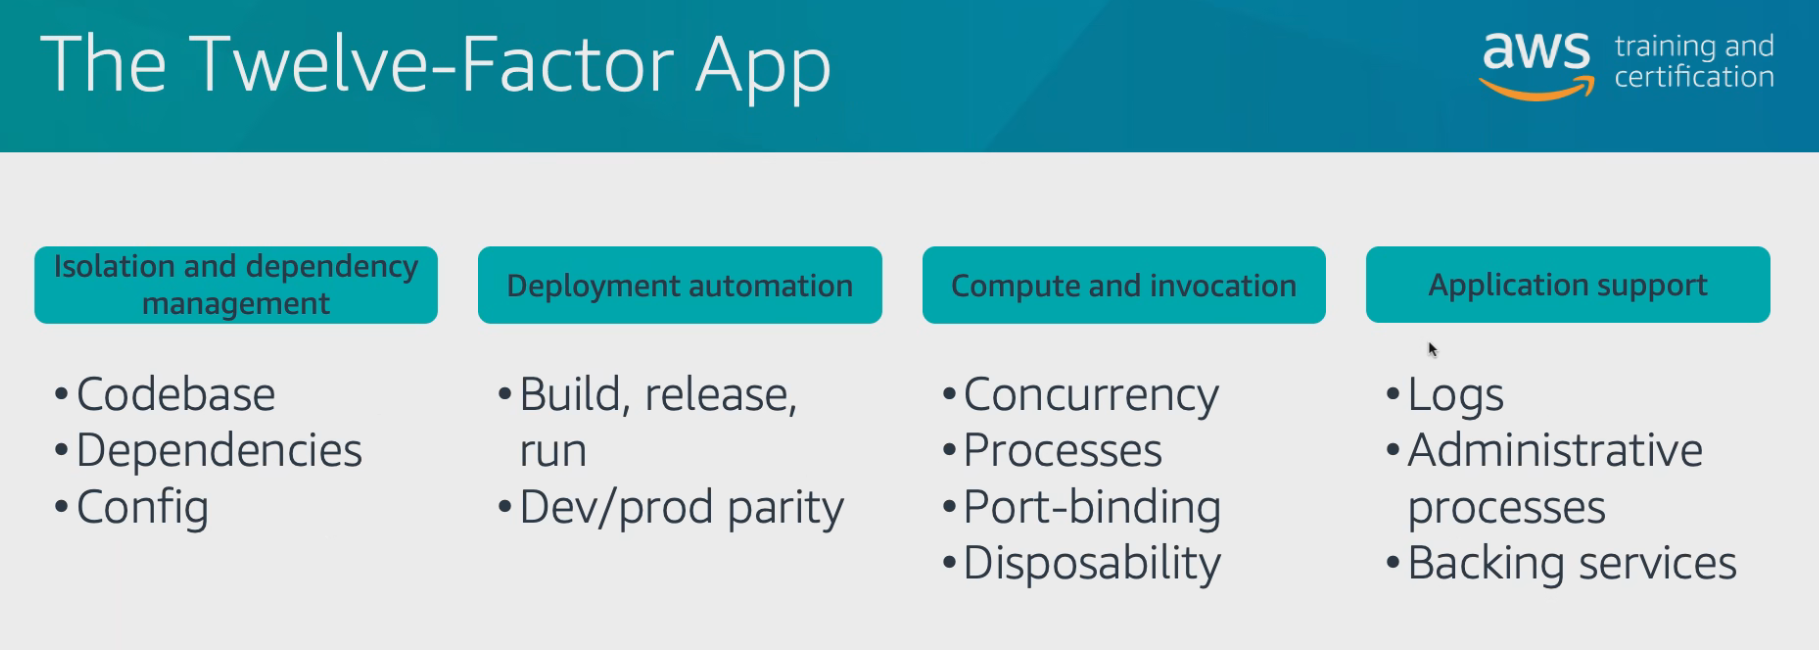 The Twelve-Factor App
aws
training and
certification
Isolation and dependency
management
•Codebase
•Dependencies
•Config
Deployment automation
•Build, release,
run
•Dev/prod parity
Compute and invocation
•Concurrency
•Processes
•Port-binding
•Disposability
Application support
•Logs
•Administrative
processes
•Backing services